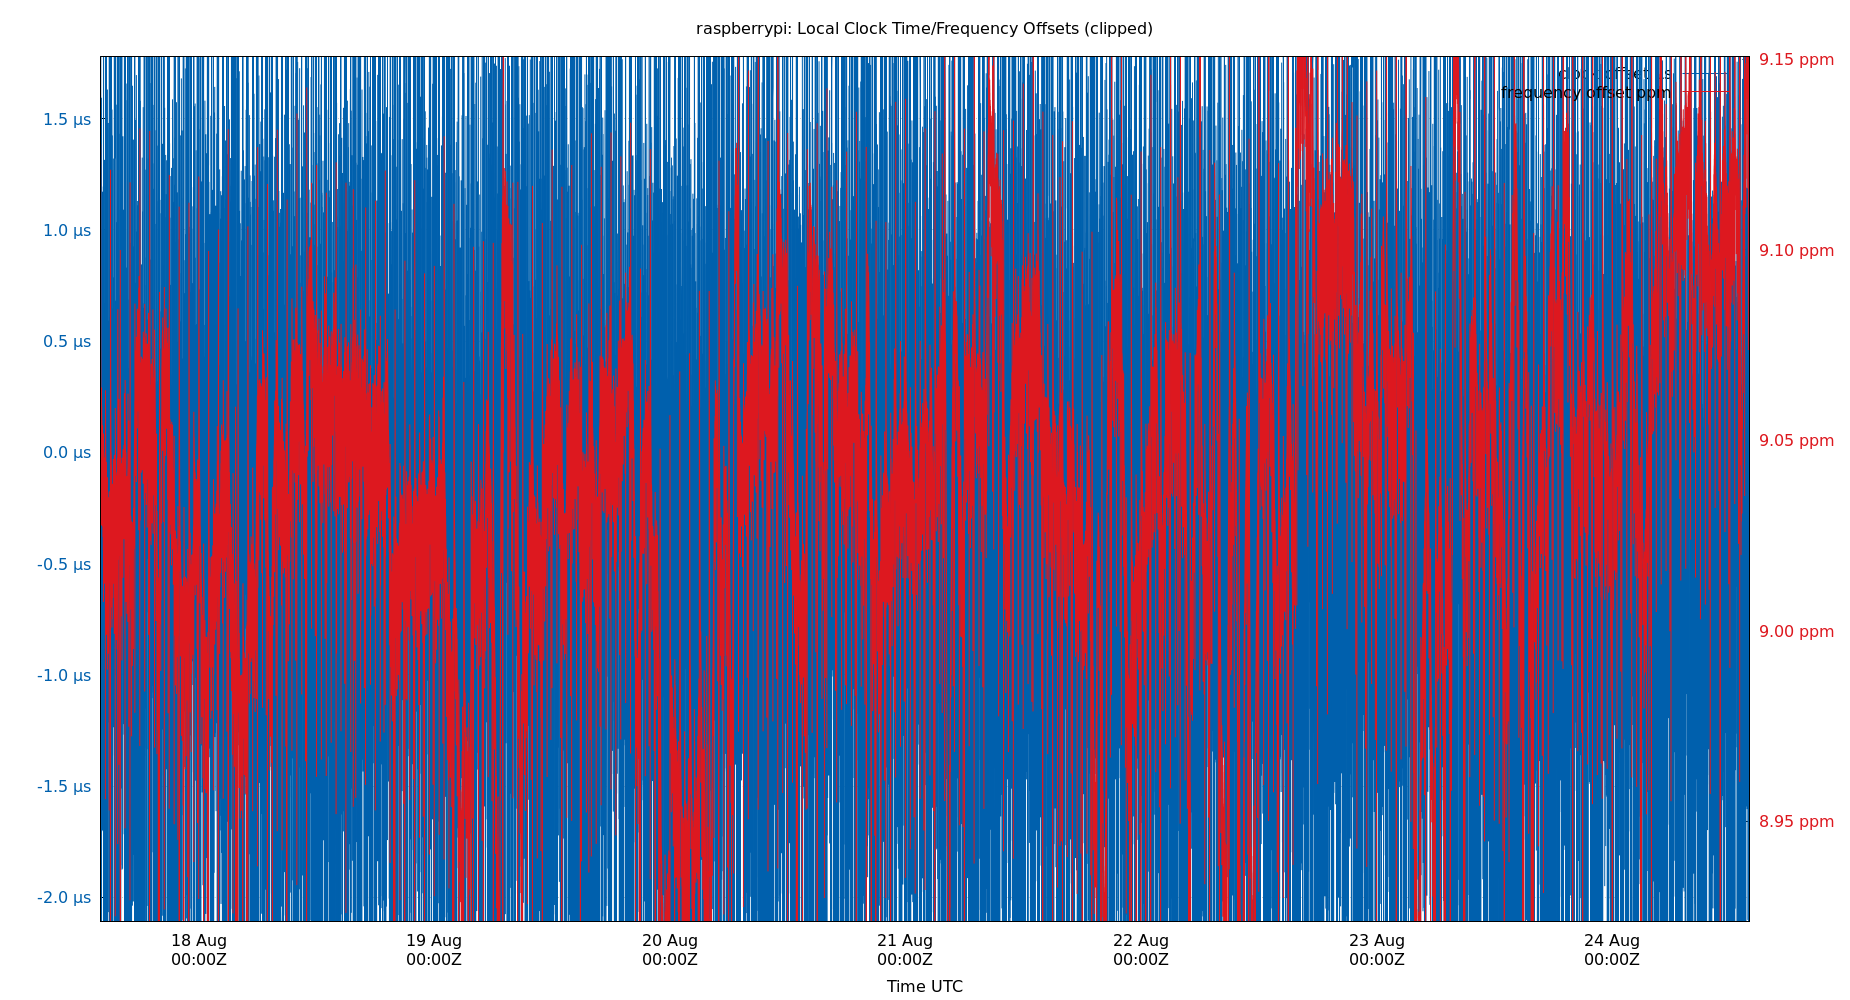 raspberrypi: Local Clock Time/Frequency Offsets (clipped)
9.15 ppm
clock offset µs
frequency offset ppm
1.5 µs
1.0 µs
9.10 ppm
0.5 µs
0.0 µs
9.05 ppm
-0.5 µs
9.00 ppm
-1.0 µs
-1.5 µs
8.95 ppm
-2.0 µs
18 Aug 19 Aug 20 Aug 21 Aug 22 Aug 23 Aug 24 Aug
00:00Z 00:00Z 00:00Z 00:00Z 00:00Z 00:00Z 00:00Z
Time UTC